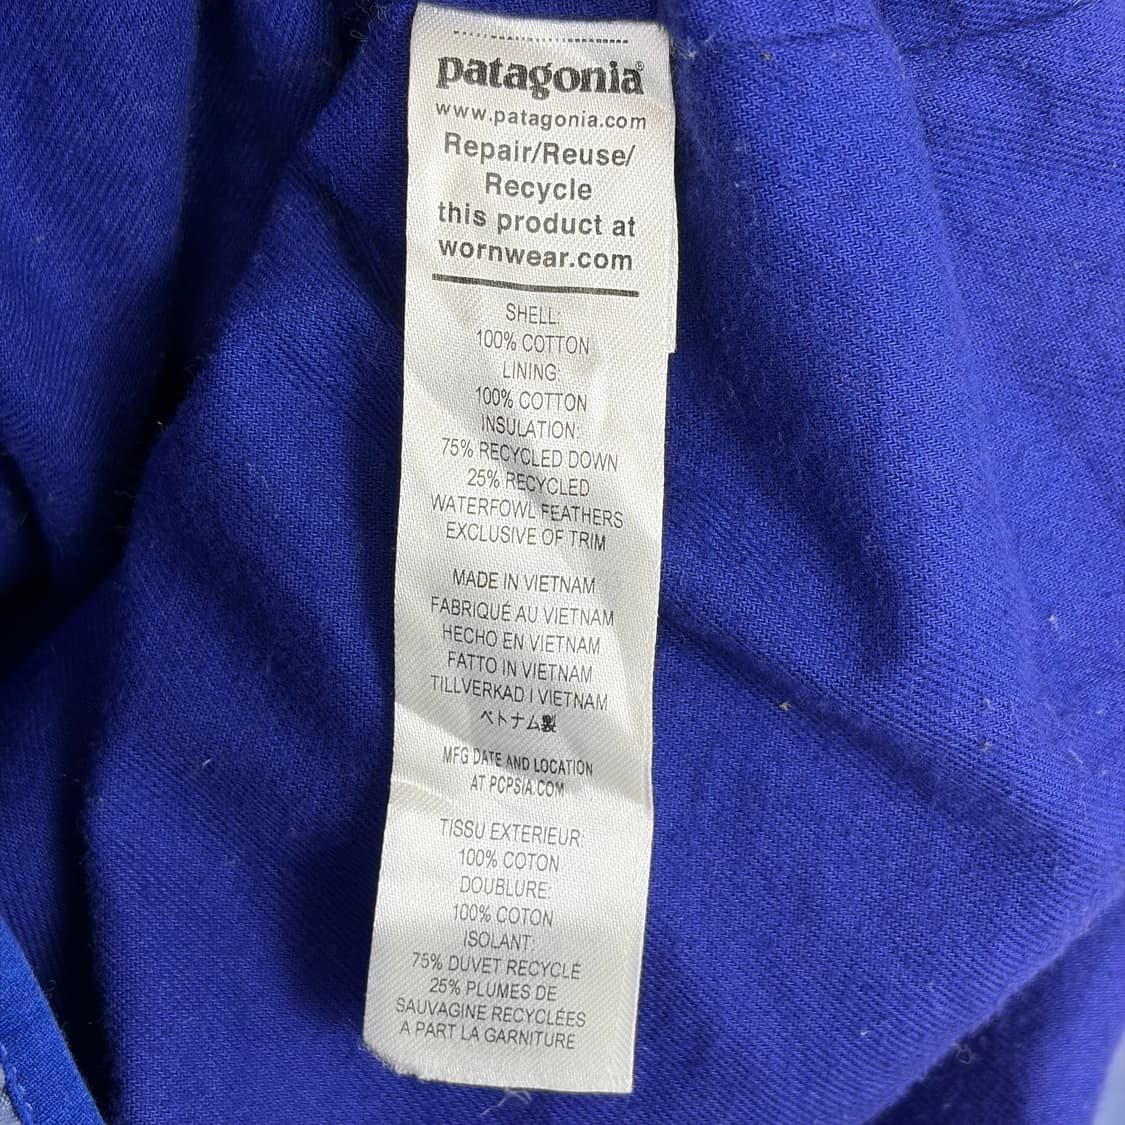 patagonia®
www.patagonia.com
Repair/Reuse/
Recycle
this product at
wornwear.com
SHELL:
100% COTTON
LINING:
100% COTTON
INSULATION:
75% RECYCLED DOWN
25% RECYCLED
WATERFOWL FEATHERS
EXCLUSIVE OF TRIM
MADE IN VIETNAM
FABRIQUÉ AU VIETNAM
HECHO EN VIETNAM
FATTO IN VIETNAM
TILLVERKAD I VIETNAM
ベトナム製
MFG DATE AND LOCATION
AT PCPSIA.COM
TISSU EXTERIEUR:
100% COTON
DOUBLURE:
100% COTON
ISOLANT:
75% DUVET RECYCLÉ
25% PLUMES DE
SAUVAGINE RECYCLÉES
A PART LA GARNITURE